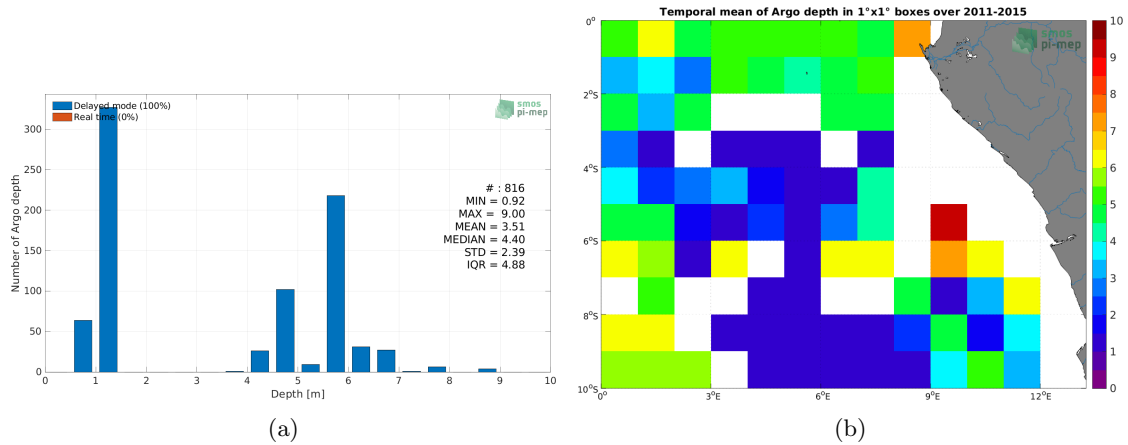 Delayed mode (100%)
Real time (0%)
smos
pi-mep
# : 816
MIN = 0.92
MAX = 9.00
MEAN = 3.51
MEDIAN = 4.40
STD = 2.39
IQR = 4.88
Number of Argo depth
300
250
200
150
100
50
0
0 1 2 3 4 5 6 7 8 9 10
Depth [m]
(a)
Temporal mean of Argo depth in 1°x1° boxes over 2011-2015
smos
pi-mep
0°
2°S
4°S
6°S
8°S
10°S
0° 3°E 6°E 9°E 12°E
10
9
8
7
6
5
4
3
2
1
0
(b)